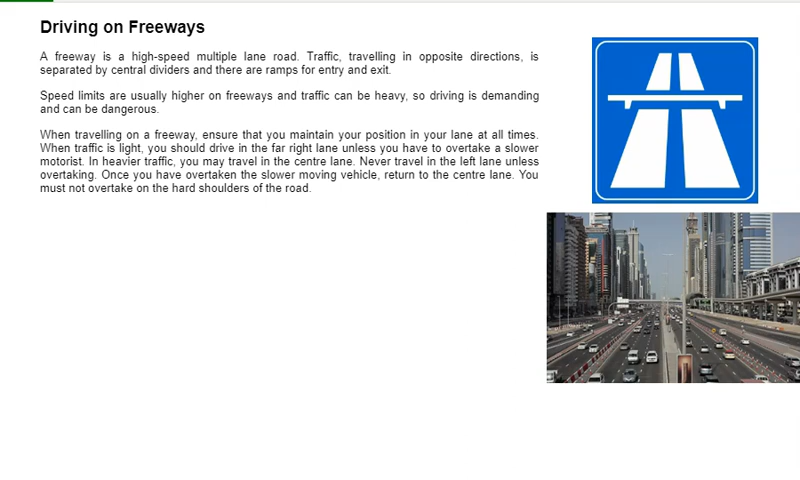 Driving on Freeways
A freeway is a high-speed multiple lane road. Traffic, travelling in opposite directions, is
separated by central dividers and there are ramps for entry and exit.
Speed limits are usually higher on freeways and traffic can be heavy, so driving is demanding
and can be dangerous.
When travelling on a freeway, ensure that you maintain your position in your lane at all times.
When traffic is light, you should drive in the far right lane unless you have to overtake a slower
motorist. In heavier traffic, you may travel in the centre lane. Never travel in the left lane unless
overtaking. Once you have overtaken the slower moving vehicle, return to the centre lane. You
must not overtake on the hard shoulders of the road.